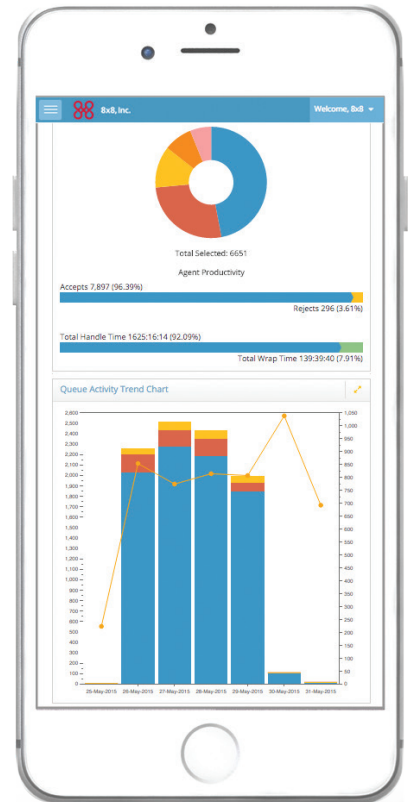 8x8, Inc.
Welcome, 8x8
Total Selected: 6651
Agent Productivity
Accepts 7,897 (96.39%)
Rejects 296 (3.61%)
Total Handle Time 1625:16:14 (92.09%)
Total Wrap Time 139:39:40 (7.91%)
Queue Activity Trend Chart
2,600 1,050
2,500 1,000
2,400 950
2,300 900
2,200 850
2,100 800
2,000 750
1,900 700
1,800 650
1,700 600
1,600 550
1,500 500
1,400 450
1,300 400
1,200 350
1,100 300
1,000 250
900 200
800 150
700 100
600 50
500 0
400
300
200
100
0
25-May-2015 26-May-2015 27-May-2015 28-May-2015 29-May-2015 30-May-2015 31-May-2015